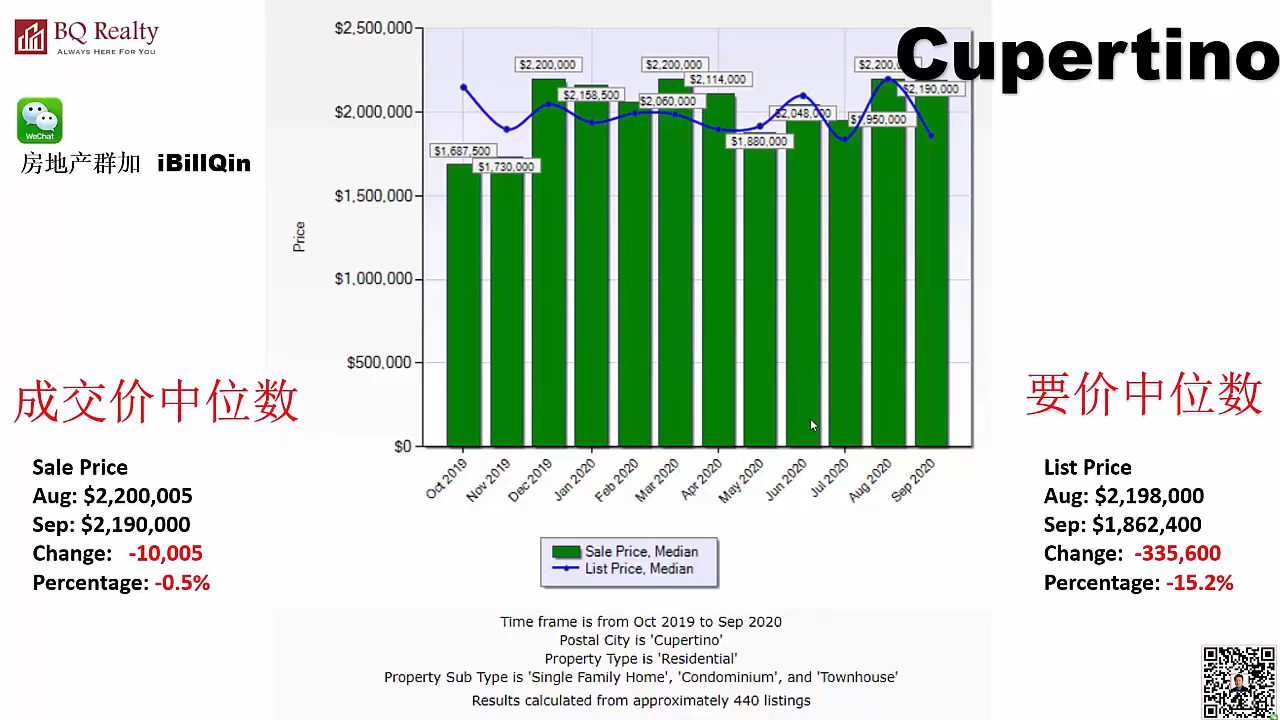 BQ Realty
ALWAYS HERE FOR YOU
WeChat
房地产群加 iBillQin
Cupertino
$2,500,000
$2,000,000
$1,500,000
$1,000,000
$500,000
$0
Price
$1,687,500
$1,730,000
$2,200,000
$2,158,500
$2,060,000
$2,200,000
$2,114,000
$1,880,000
$2,048,000
$1,950,000
$2,190,000
Oct 2019
Nov 2019
Dec 2019
Jan 2020
Feb 2020
Mar 2020
Apr 2020
May 2020
Jun 2020
Jul 2020
Aug 2020
Sep 2020
Sale Price, Median
List Price, Median
成交价中位数
Sale Price
Aug: $2,200,005
Sep: $2,190,000
Change: -10,005
Percentage: -0.5%
要价中位数
List Price
Aug: $2,198,000
Sep: $1,862,400
Change: -335,600
Percentage: -15.2%
Time frame is from Oct 2019 to Sep 2020
Postal City is 'Cupertino'
Property Type is 'Residential'
Property Sub Type is 'Single Family Home', 'Condominium', and 'Townhouse'
Results calculated from approximately 440 listings